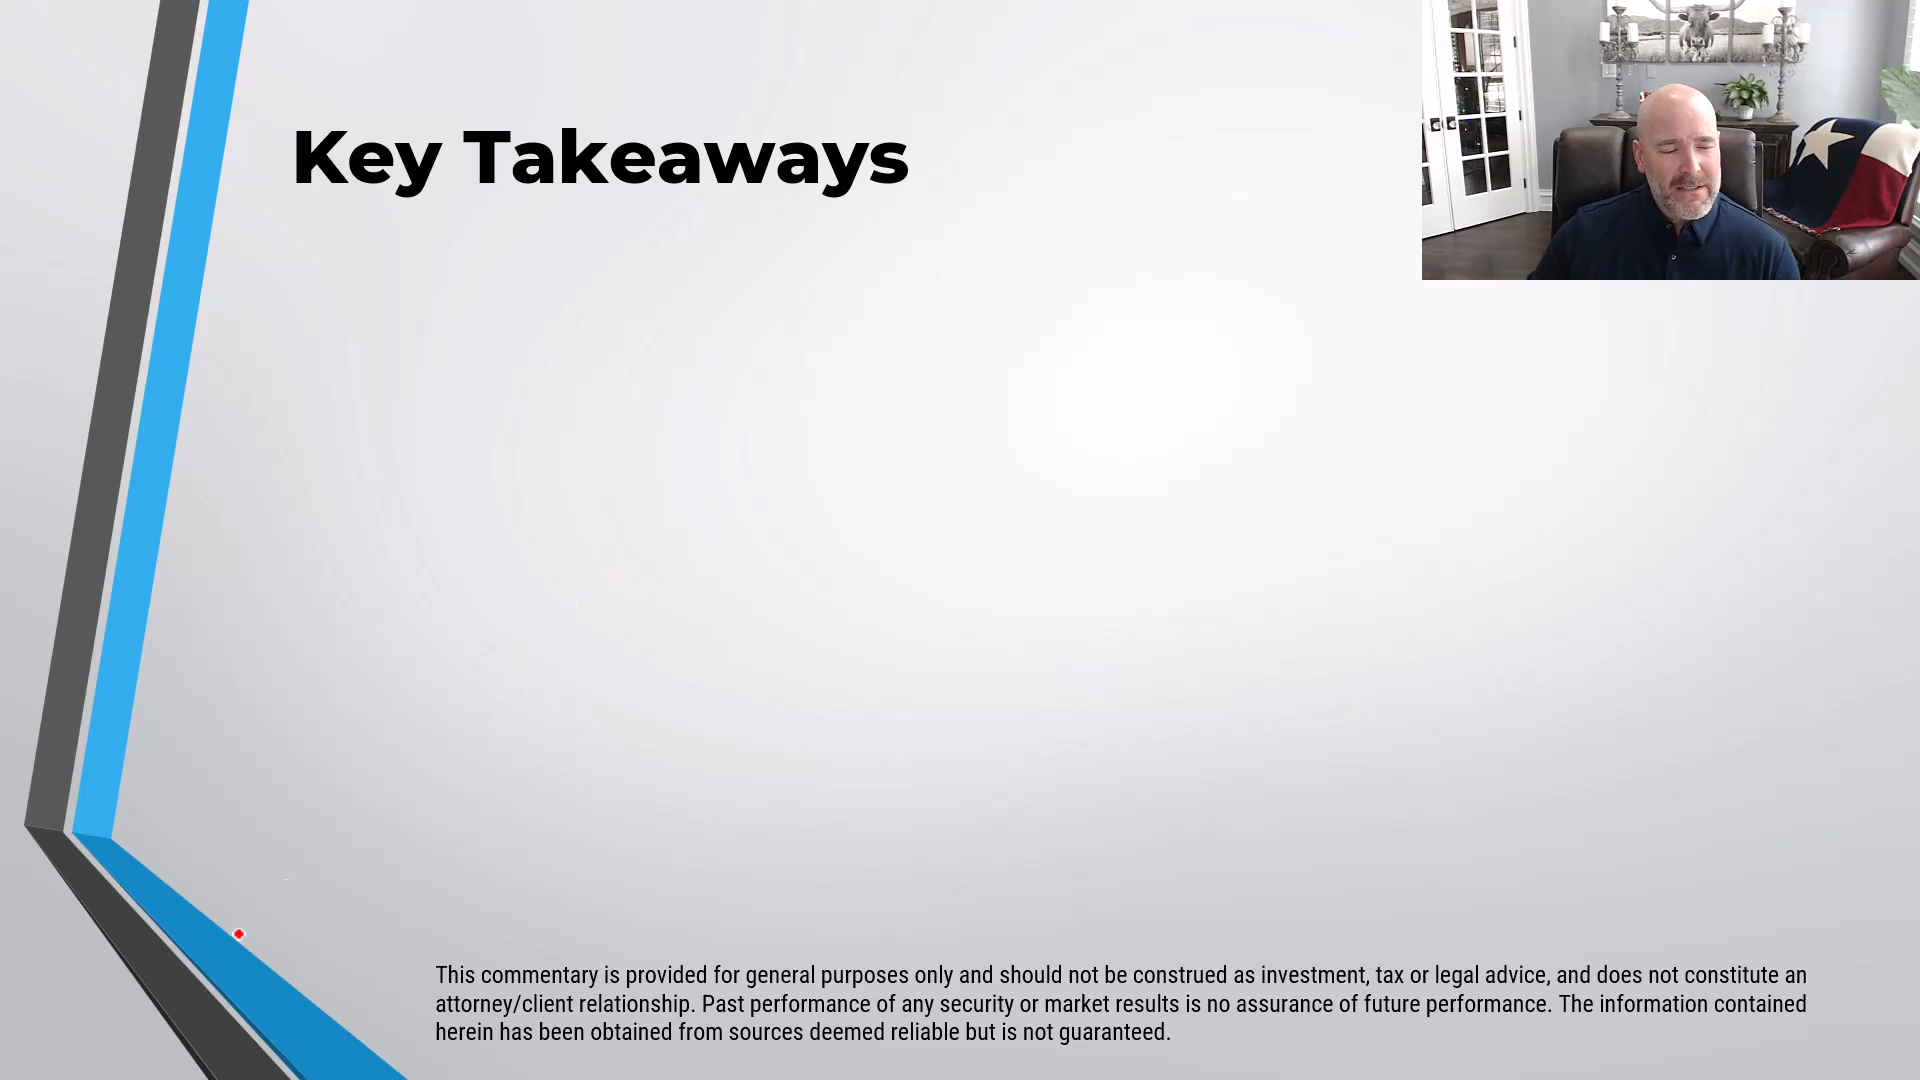 Key Takeaways
This commentary is provided for general purposes only and should not be construed as investment, tax or legal advice, and does not constitute an
attorney/client relationship. Past performance of any security or market results is no assurance of future performance. The information contained
herein has been obtained from sources deemed reliable but is not guaranteed.